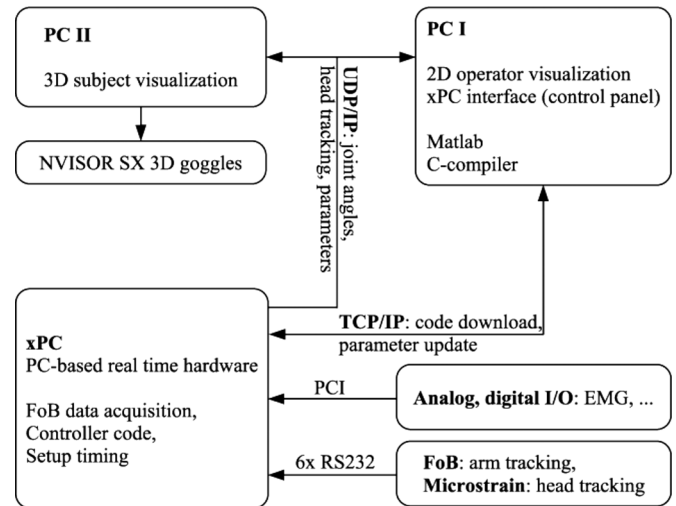 PC II
3D subject visualization
NVISOR SX 3D goggles
PC I
2D operator visualization
xPC interface (control panel)
Matlab
C-compiler
UDP/IP: joint angles,
head tracking, parameters
xPC
PC-based real time hardware
FoB data acquisition,
Controller code,
Setup timing
TCP/IP: code download,
parameter update
PCI
Analog, digital I/O: EMG, ...
6x RS232
FoB: arm tracking,
Microstrain: head tracking